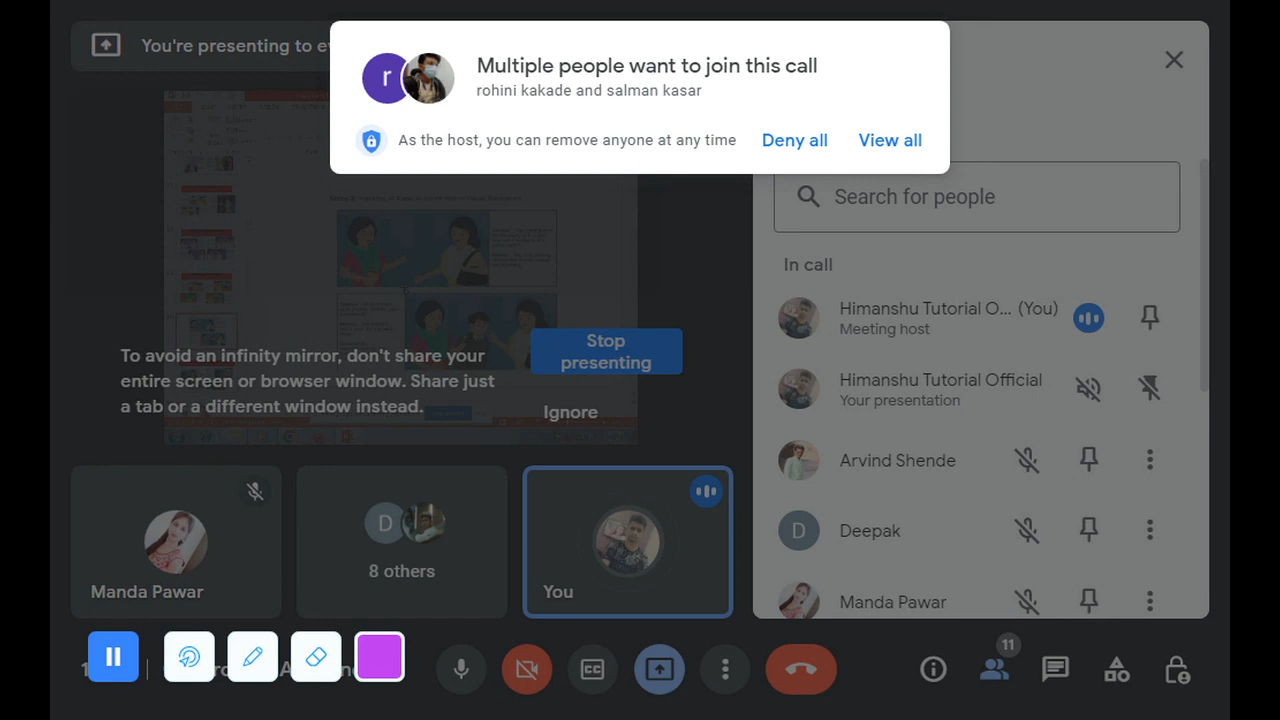 You're presenting to e
Multiple people want to join this call
r
rohini kakade and salman kasar
As the host, you can remove anyone at any time
Deny all
View all
Search for people
In call
Himanshu Tutorial O... (You)
Meeting host
Himanshu Tutorial Official
Your presentation
Arvind Shende
D
Deepak
Manda Pawar
To avoid an infinity mirror, don't share your
entire screen or browser window. Share just
a tab or a different window instead.
Stop
presenting
Ignore
Manda Pawar
D
8 others
You
CC
11